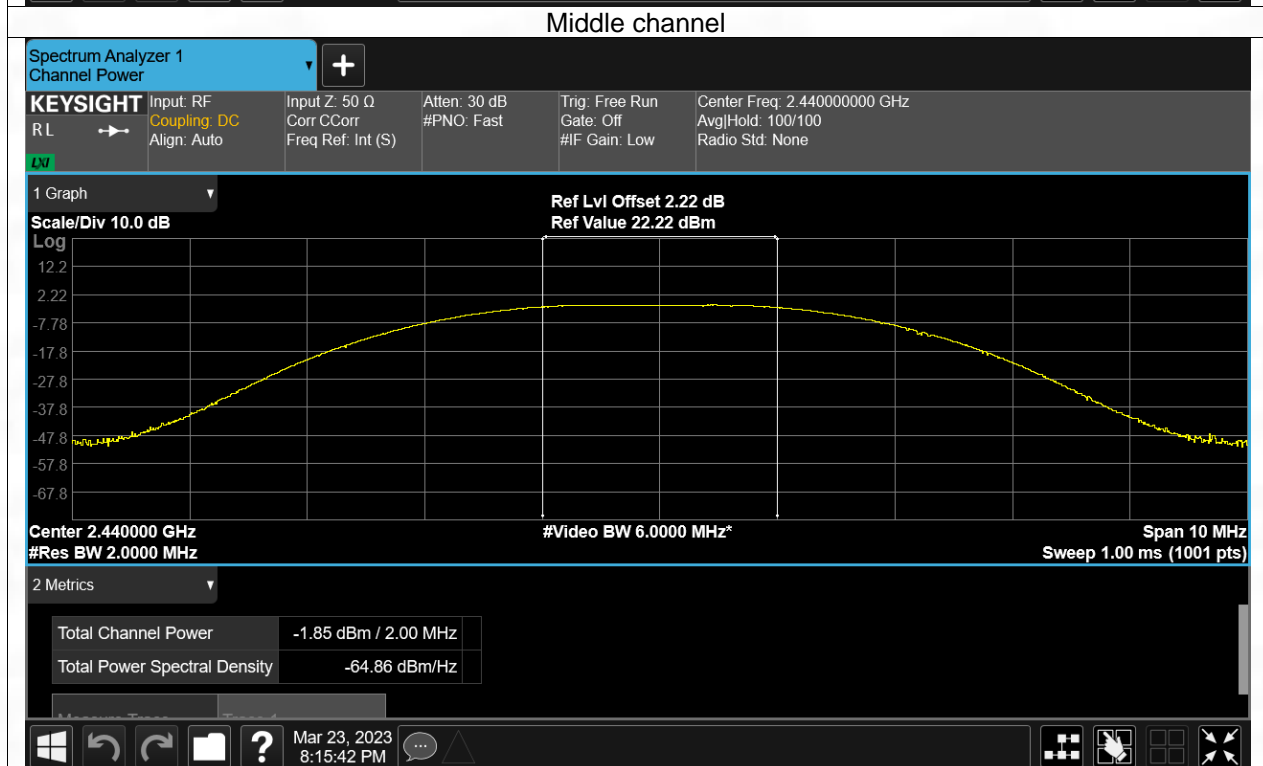 Middle channel
Spectrum Analyzer 1
Channel Power
KEYSIGHT
RL
LXI
Input: RF
Coupling: DC
Align: Auto
Input Z: 50 Ω
Corr CCorr
Freq Ref: Int (S)
Atten: 30 dB
#PNO: Fast
Trig: Free Run
Gate: Off
#IF Gain: Low
Center Freq: 2.440000000 GHz
Avg|Hold: 100/100
Radio Std: None
1 Graph
Scale/Div 10.0 dB
Ref Lvl Offset 2.22 dB
Ref Value 22.22 dBm
Log
12.2
2.22
-7.78
-17.8
-27.8
-37.8
-47.8
-57.8
-67.8
Center 2.440000 GHz
#Res BW 2.0000 MHz
#Video BW 6.0000 MHz*
Span 10 MHz
Sweep 1.00 ms (1001 pts)
2 Metrics
Total Channel Power -1.85 dBm / 2.00 MHz
Total Power Spectral Density -64.86 dBm/Hz
Mar 23, 2023
8:15:42 PM